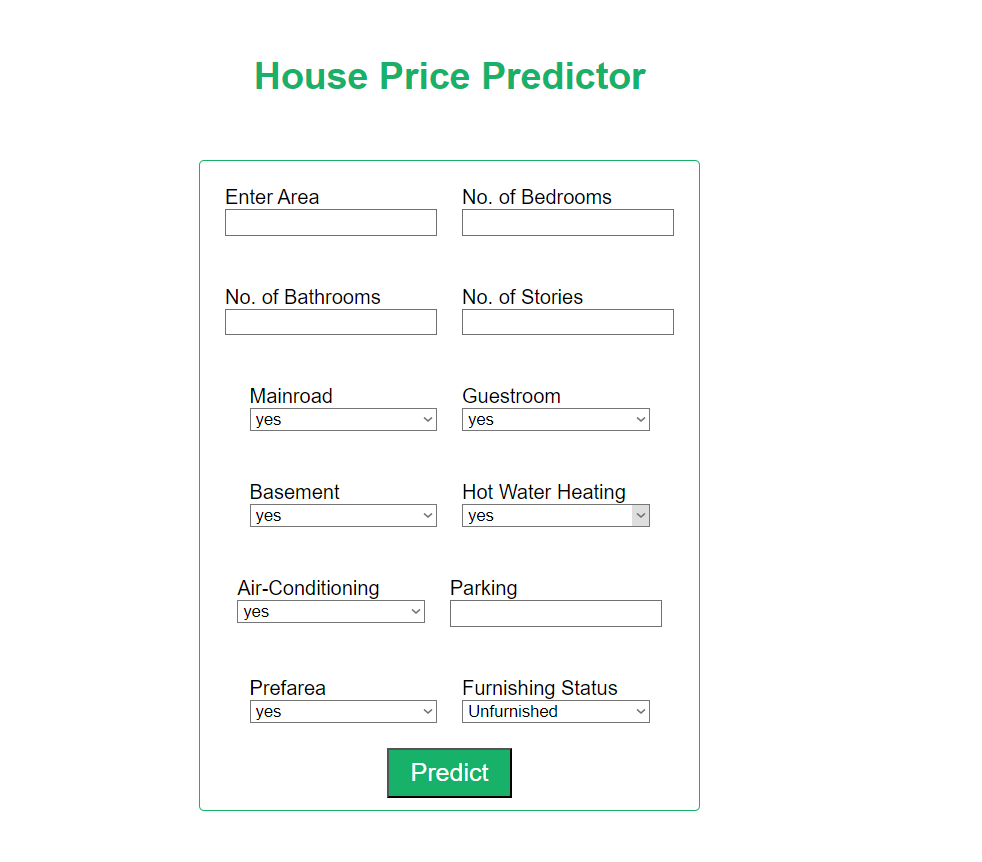 House Price Predictor
Enter Area
No. of Bedrooms
No. of Bathrooms
No. of Stories
Mainroad
Guestroom
yes
yes
Basement
Hot Water Heating
yes
yes
Air-Conditioning
Parking
yes
Prefarea
Furnishing Status
yes
Unfurnished
Predict